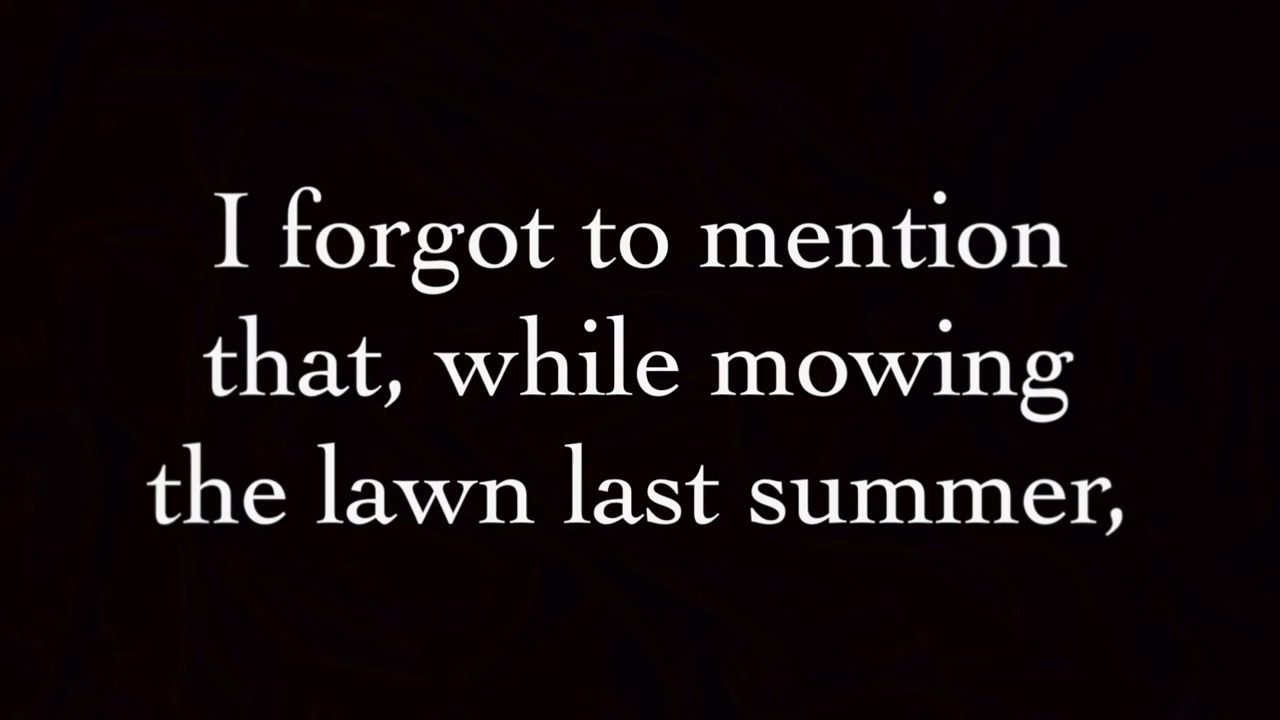 I forgot to mention
that, while mowing
the lawn last summer,